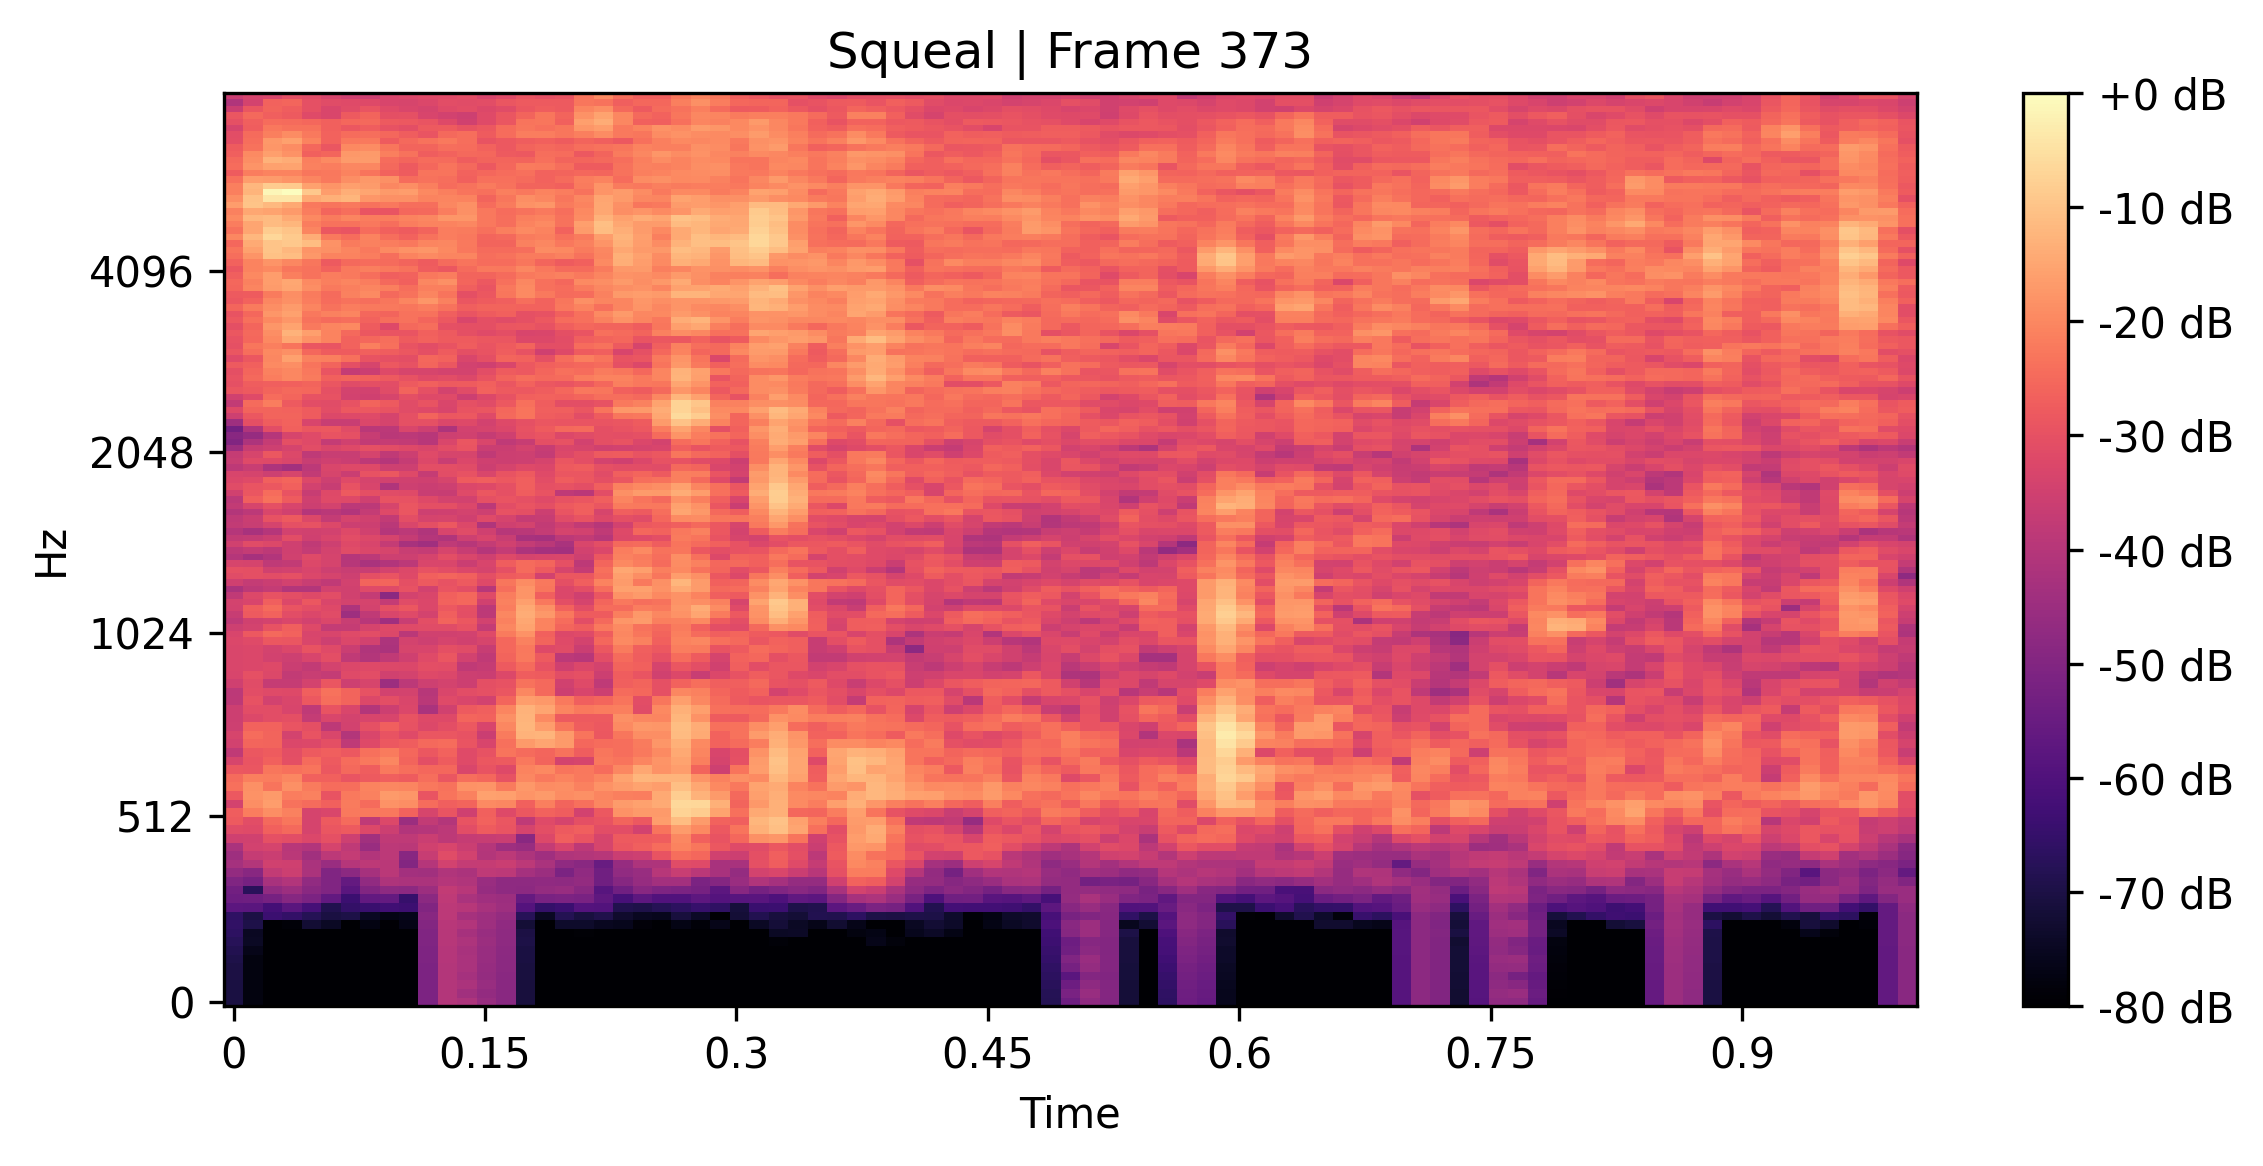 Squeal | Frame 373
Hz
4096
2048
1024
512
0
0 0.15 0.3 0.45 0.6 0.75 0.9
Time
+0 dB
-10 dB
-20 dB
-30 dB
-40 dB
-50 dB
-60 dB
-70 dB
-80 dB